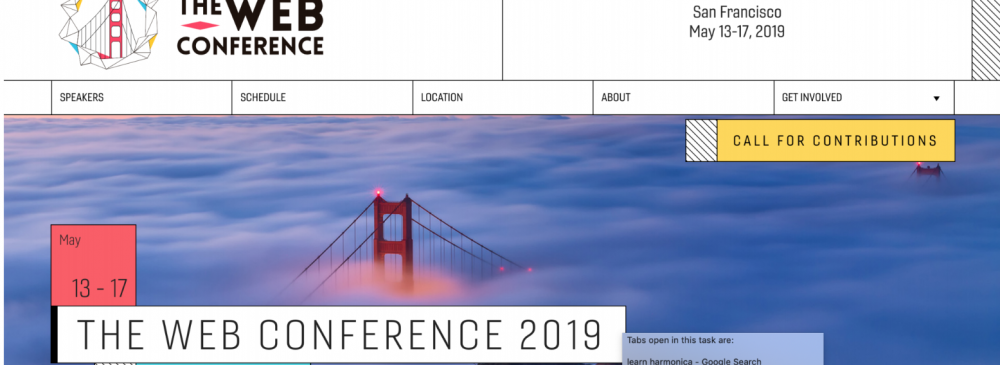 THE WEB
CONFERENCE
San Francisco
May 13-17, 2019
SPEAKERS
SCHEDULE
LOCATION
ABOUT
GET INVOLVED
CALL FOR CONTRIBUTIONS
May
13 - 17
THE WEB CONFERENCE 2019
Tabs open in this task are:
learn harmonica - Google Search